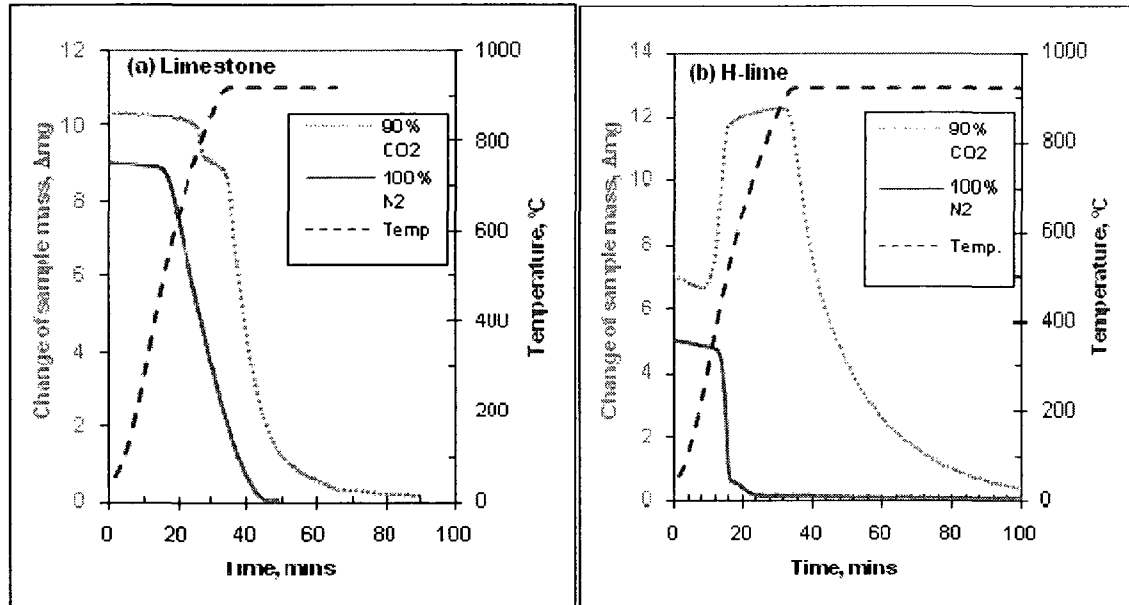 (a) Limestone
12
10
8
6
4
2
0
Change of sample mass, Δmg
0 20 40 60 80 100
Time, mins
1000
800
600
400
200
0
Temperature, ºC
90%
CO2
100%
N2
Temp
(b) H-lime
14
12
10
8
6
4
2
0
Change of sample mass, Δmg
0 20 40 60 80 100
Time, mins
1000
800
600
400
200
0
Temperature, ºC
90%
CO2
100%
N2
Temp.